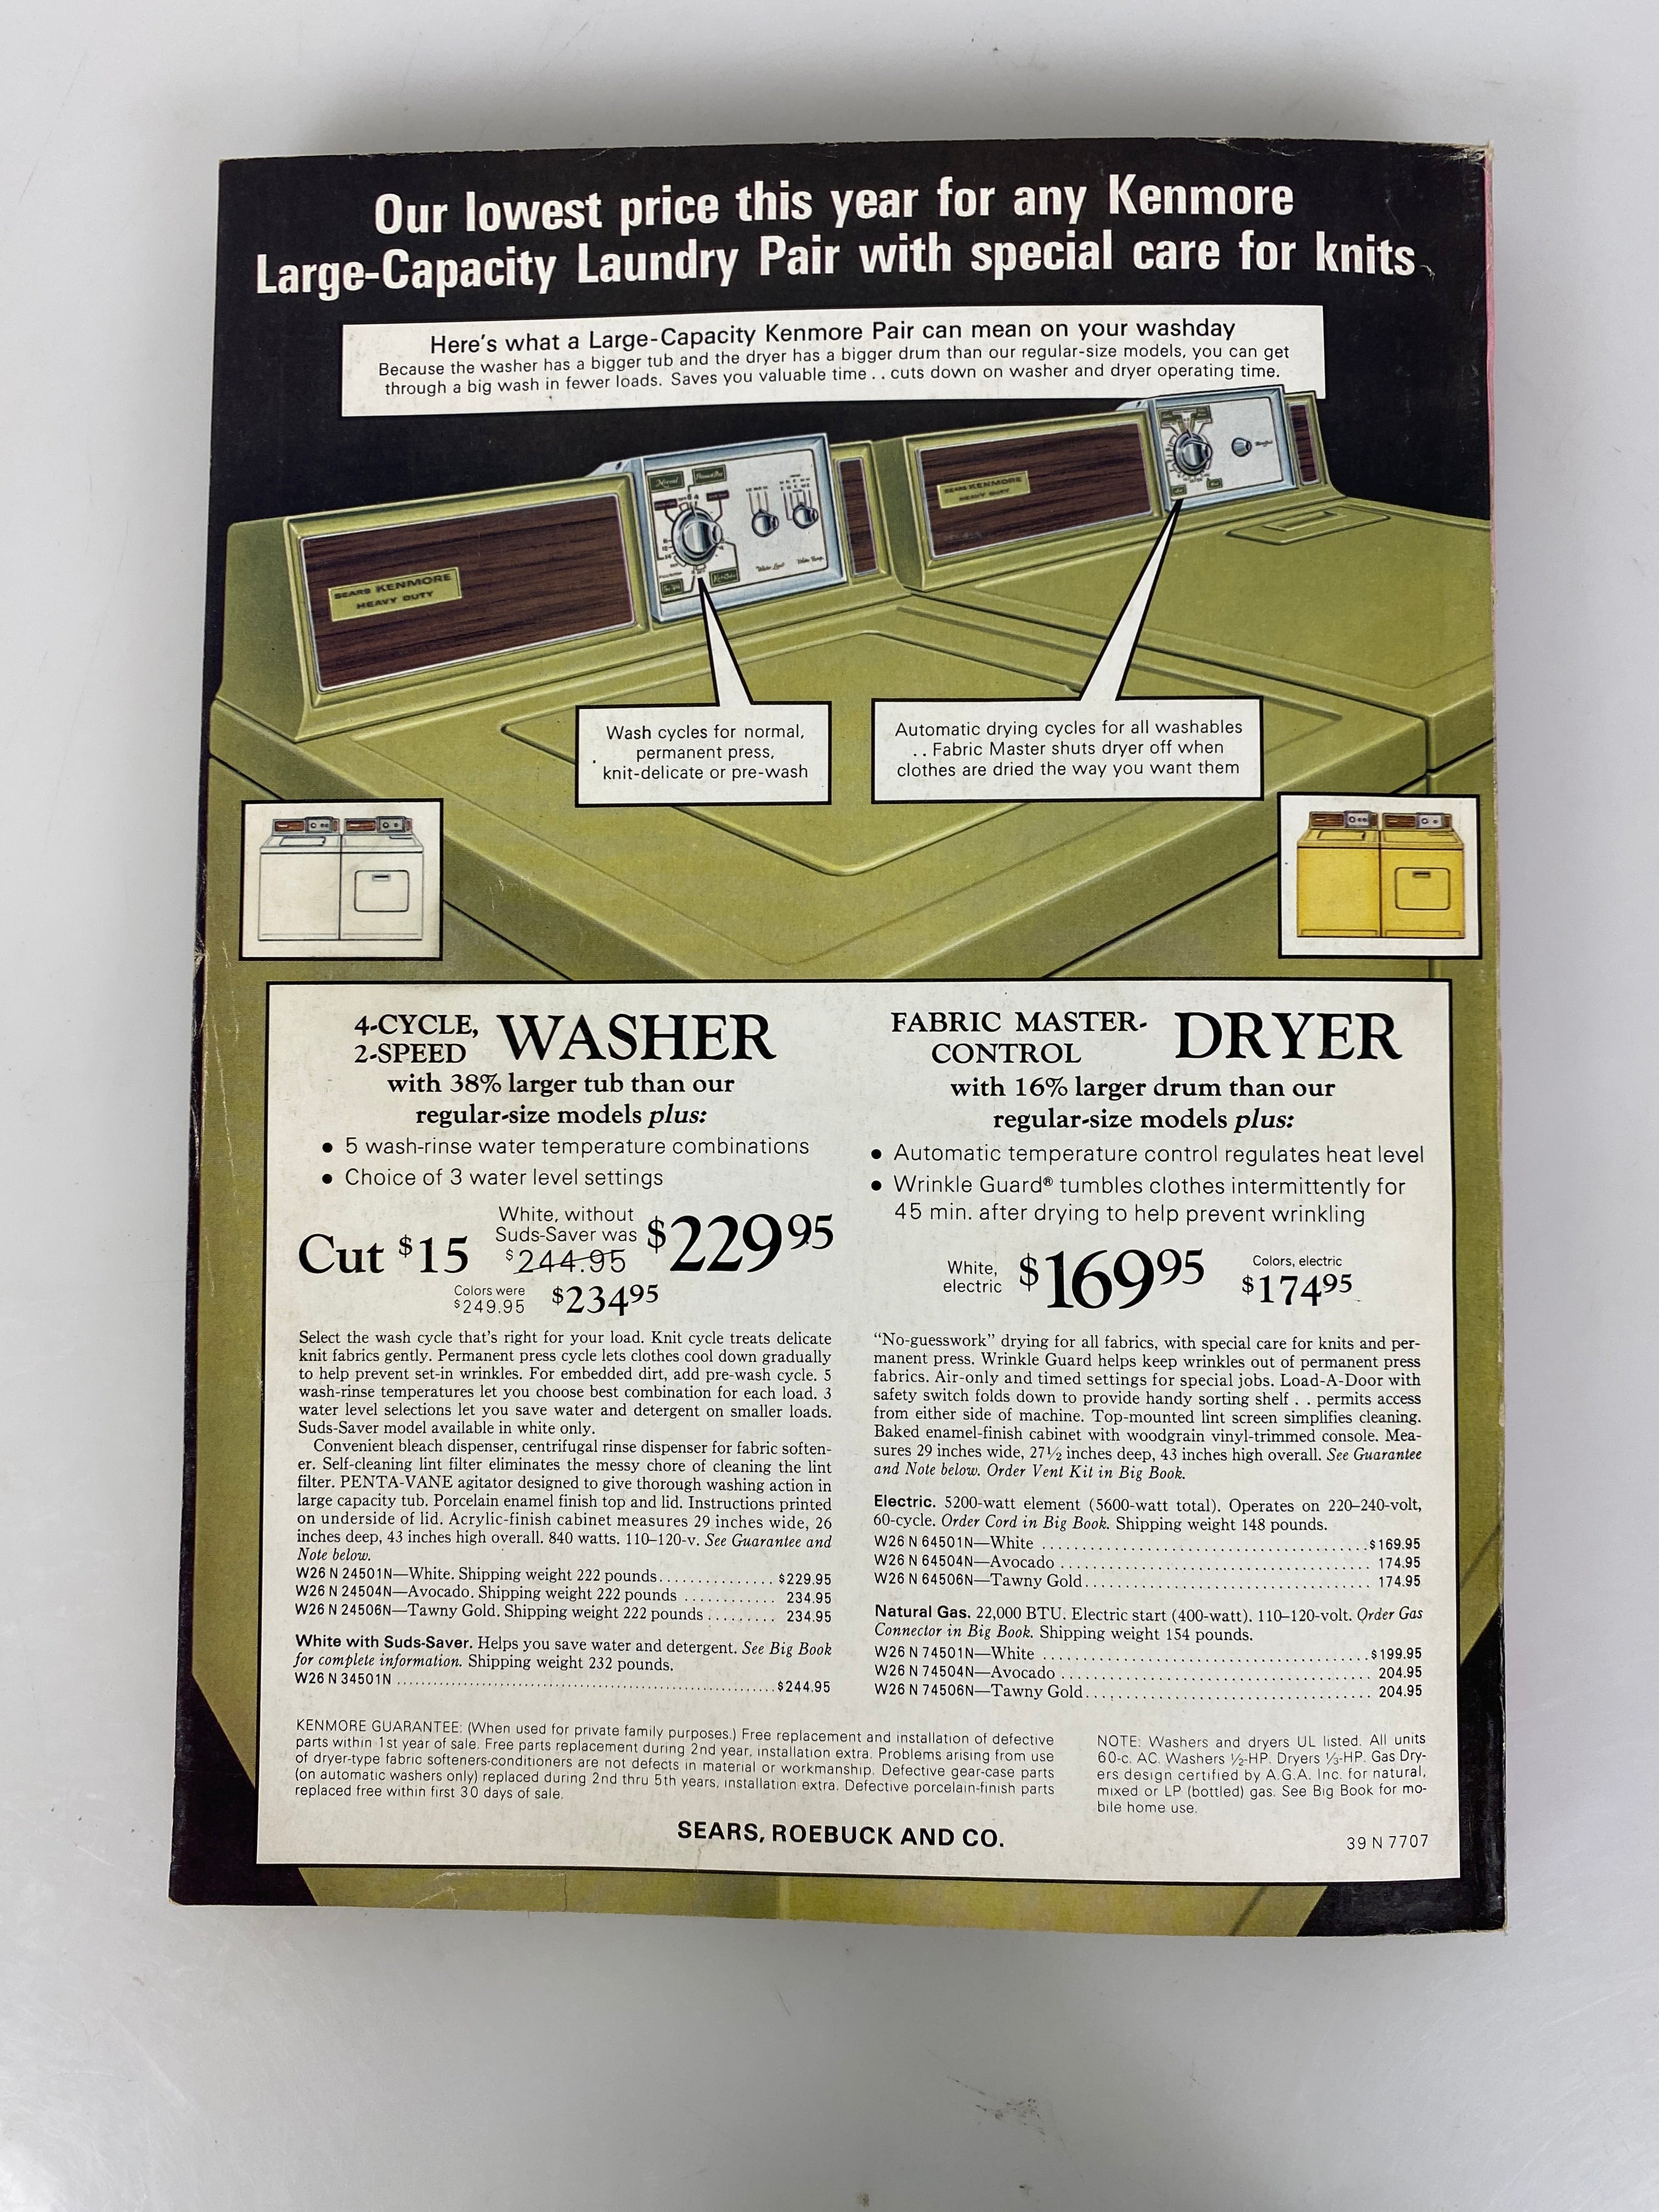 Our lowest price this year for any Kenmore
Large-Capacity Laundry Pair with special care for knits
Here's what a Large-Capacity Kenmore Pair can mean on your washday
Because the washer has a bigger tub and the dryer has a bigger drum than our regular-size models, you can get
through a big wash in fewer loads. Saves you valuable time . . cuts down on washer and dryer operating time.
SEARS KENMORE
HEAVY DUTY
Normal
Water Level
Water Temp.
SEARS KENMORE
HEAVY DUTY
Wash cycles for normal,
permanent press,
knit-delicate or pre-wash
Automatic drying cycles for all washables
. . Fabric Master shuts dryer off when
clothes are dried the way you want them
4-CYCLE,
2-SPEED
WASHER
with 38% larger tub than our
regular-size models plus:
● 5 wash-rinse water temperature combinations
● Choice of 3 water level settings
Cut $15
White, without
Suds-Saver was
$244.95
$229 95
Colors were
$249.95
$234 95
Select the wash cycle that's right for your load. Knit cycle treats delicate
knit fabrics gently. Permanent press cycle lets clothes cool down gradually
to help prevent set-in wrinkles. For embedded dirt, add pre-wash cycle. 5
wash-rinse temperatures let you choose best combination for each load. 3
water level selections let you save water and detergent on smaller loads.
Suds-Saver model available in white only.
Convenient bleach dispenser, centrifugal rinse dispenser for fabric soften-
er. Self-cleaning lint filter eliminates the messy chore of cleaning the lint
filter. PENTA-VANE agitator designed to give thorough washing action in
large capacity tub. Porcelain enamel finish top and lid. Instructions printed
on underside of lid. Acrylic-finish cabinet measures 29 inches wide, 26
inches deep, 43 inches high overall. 840 watts. 110–120-v. See Guarantee and
Note below.
W26 N 24501N—White. Shipping weight 222 pounds............... $229.95
W26 N 24504N—Avocado. Shipping weight 222 pounds ............ 234.95
W26 N 24506N—Tawny Gold. Shipping weight 222 pounds ......... 234.95
White with Suds-Saver. Helps you save water and detergent. See Big Book
for complete information. Shipping weight 232 pounds.
W26 N 34501N ................................................................$244.95
FABRIC MASTER-
CONTROL
DRYER
with 16% larger drum than our
regular-size models plus:
● Automatic temperature control regulates heat level
● Wrinkle Guard® tumbles clothes intermittently for
45 min. after drying to help prevent wrinkling
White,
electric
$169 95
Colors, electric
$174 95
"No-guesswork" drying for all fabrics, with special care for knits and per-
manent press. Wrinkle Guard helps keep wrinkles out of permanent press
fabrics. Air-only and timed settings for special jobs. Load-A-Door with
safety switch folds down to provide handy sorting shelf . . permits access
from either side of machine. Top-mounted lint screen simplifies cleaning.
Baked enamel-finish cabinet with woodgrain vinyl-trimmed console. Mea-
sures 29 inches wide, 27½ inches deep, 43 inches high overall. See Guarantee
and Note below. Order Vent Kit in Big Book.
Electric. 5200-watt element (5600-watt total). Operates on 220–240-volt,
60-cycle. Order Cord in Big Book. Shipping weight 148 pounds.
W26 N 64501N—White ...........................................$169.95
W26 N 64504N—Avocado ......................................... 174.95
W26 N 64506N—Tawny Gold...................................... 174.95
Natural Gas. 22,000 BTU. Electric start (400-watt). 110–120-volt. Order Gas
Connector in Big Book. Shipping weight 154 pounds.
W26 N 74501N—White ...........................................$199.95
W26 N 74504N—Avocado ......................................... 204.95
W26 N 74506N—Tawny Gold...................................... 204.95
KENMORE GUARANTEE: (When used for private family purposes.) Free replacement and installation of defective
parts within 1st year of sale. Free parts replacement during 2nd year, installation extra. Problems arising from use
of dryer-type fabric softeners-conditioners are not defects in material or workmanship. Defective gear-case parts
(on automatic washers only) replaced during 2nd thru 5th years, installation extra. Defective porcelain-finish parts
replaced free within first 30 days of sale.
NOTE: Washers and dryers UL listed. All units
60-c. AC. Washers ½-HP. Dryers ⅓-HP. Gas Dry-
ers design certified by A.G.A. Inc. for natural,
mixed or LP (bottled) gas. See Big Book for mo-
bile home use.
SEARS, ROEBUCK AND CO.
39 N 7707